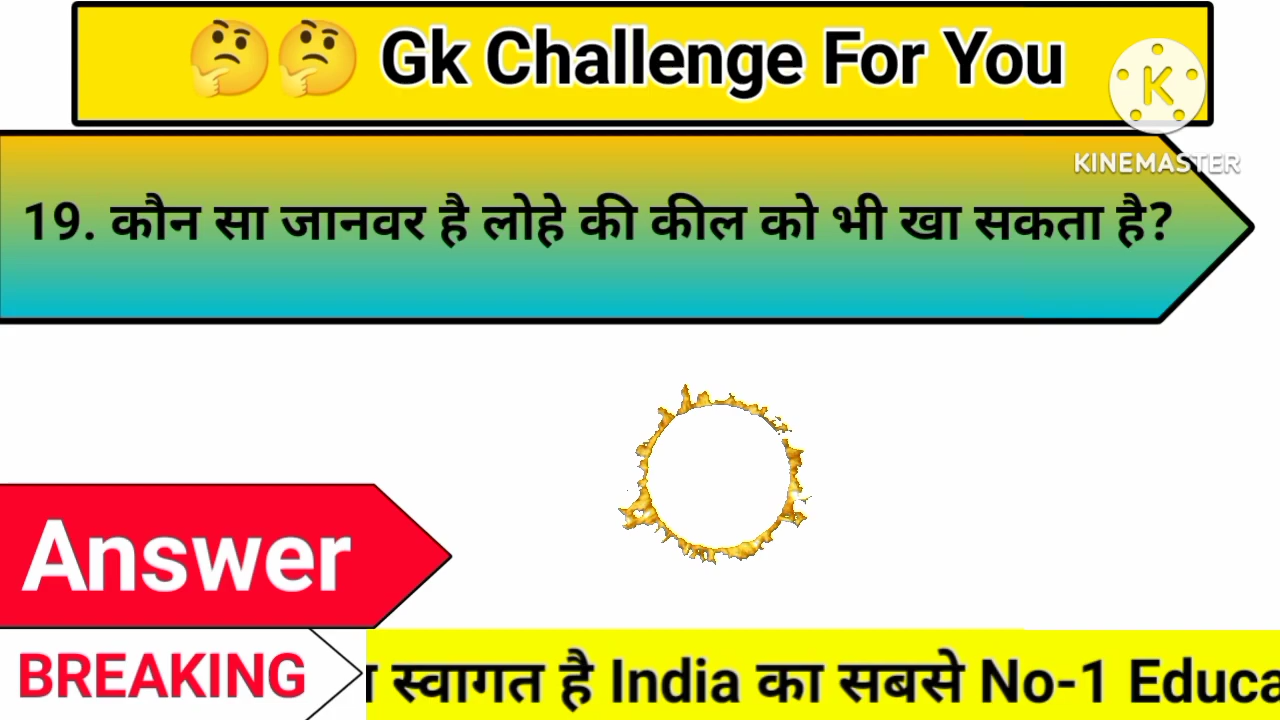 🤔🤔 Gk Challenge For You
KINEMASTER
19. कौन सा जानवर है लोहे की कील को भी खा सकता है?
Answer
BREAKING
स्वागत है India का सबसे No-1 Educa